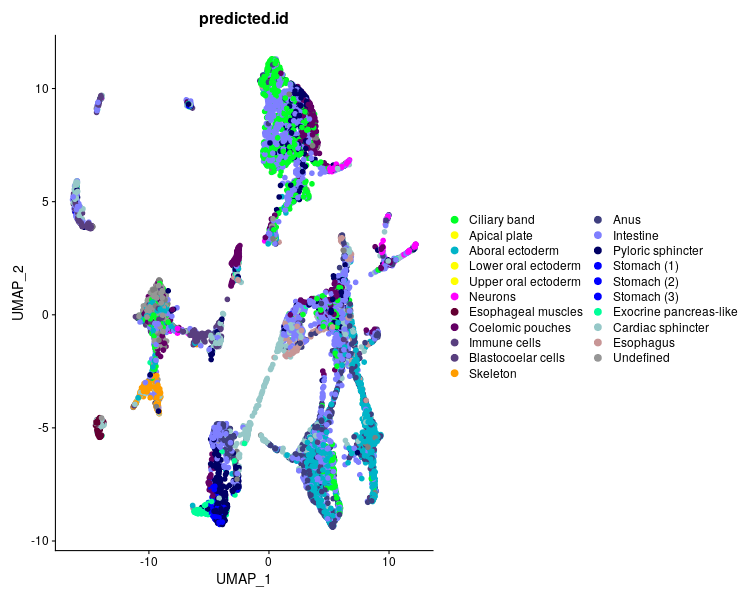 predicted.id
10
5
0
-5
-10
UMAP_2
-10
0
10
UMAP_1
Ciliary band
Apical plate
Aboral ectoderm
Lower oral ectoderm
Upper oral ectoderm
Neurons
Esophageal muscles
Coelomic pouches
Immune cells
Blastocoelar cells
Skeleton
Anus
Intestine
Pyloric sphincter
Stomach (1)
Stomach (2)
Stomach (3)
Exocrine pancreas-like
Cardiac sphincter
Esophagus
Undefined